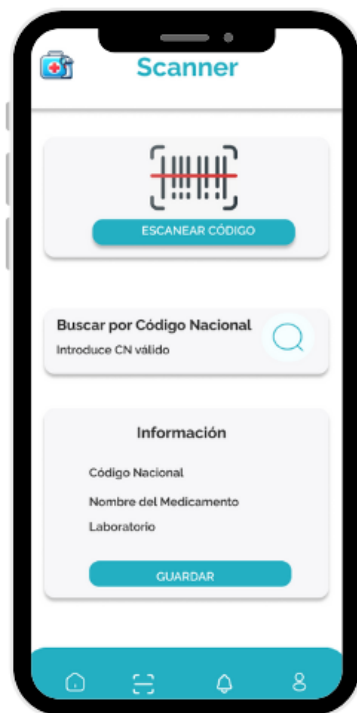 Scanner
ESCANEAR CÓDIGO
Buscar por Código Nacional
Introduce CN válido
Información
Código Nacional
Nombre del Medicamento
Laboratorio
GUARDAR